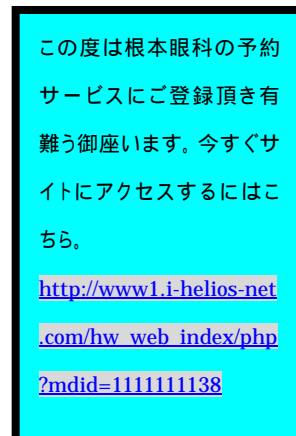 この度は根本眼科の予約
サービスにご登録頂き有
難う御座います。今すぐサ
イトにアクセスするにはこ
ちら。
http://www1.i-helios-net
.com/hw_web_index/php
?mdid=1111111138